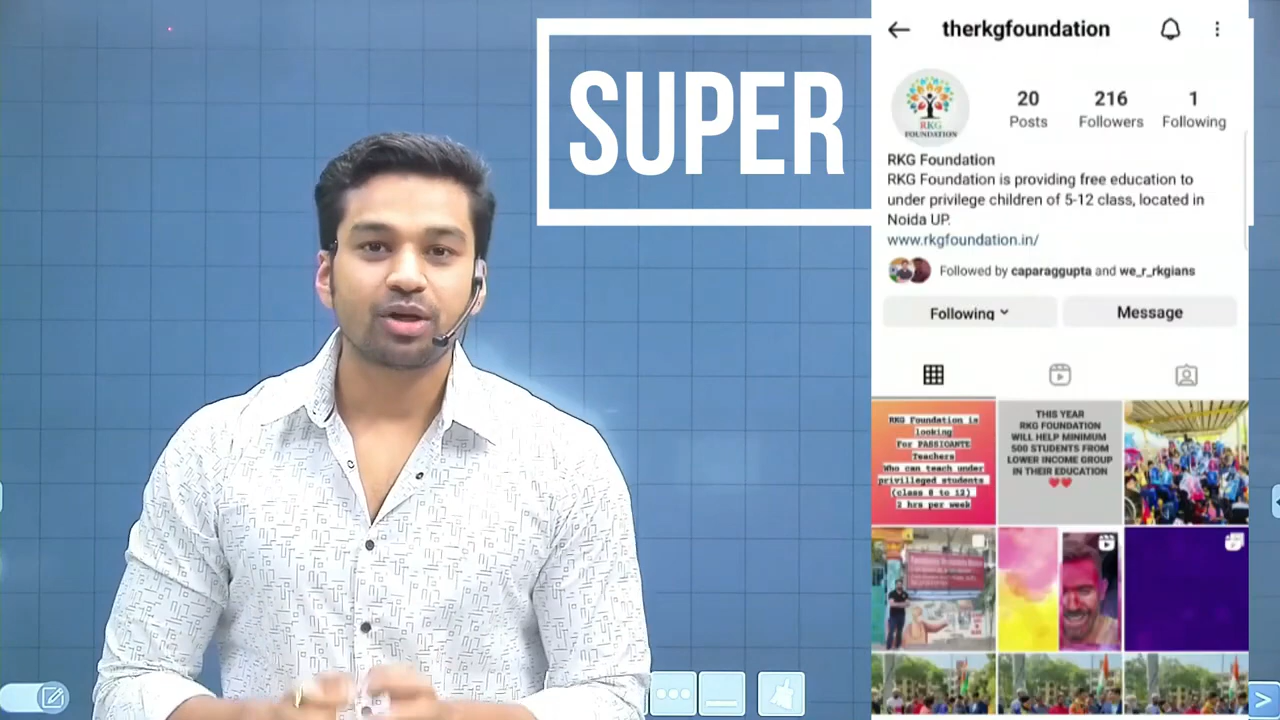 SUPER
therkgfoundation
20
216
1
Posts
Followers
Following
RKG
FOUNDATION
RKG Foundation
RKG Foundation is providing free education to
under privilege children of 5-12 class, located in
Noida UP.
www.rkgfoundation.in/
Followed by caparaggupta and we_r_rkgians
Following
Message
RKG Foundation is
looking
For PASSIOANTE
Teachers
Who can teach under
privilleged students
(class 8 to 12)
2 hrs per week
THIS YEAR
RKG FOUNDATION
WILL HELP MINIMUM
500 STUDENTS FROM
LOWER INCOME GROUP
IN THEIR EDUCATION